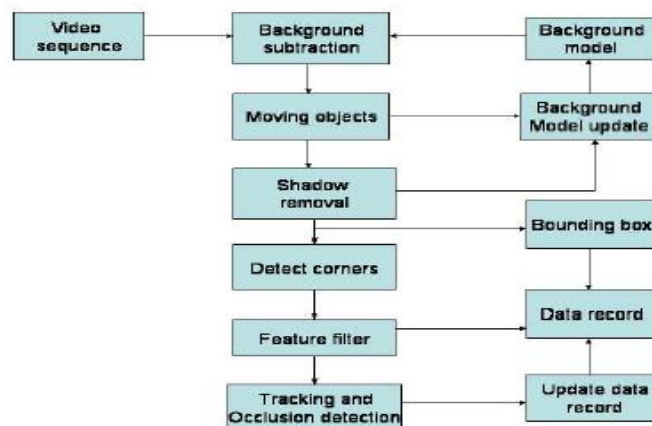 Video
sequence
Background
subtraction
Background
model
Moving objects
Background
Model update
Shadow
removal
Bounding box
Detect corners
Data record
Feature filter
Tracking and
Occlusion detection
Update data
record